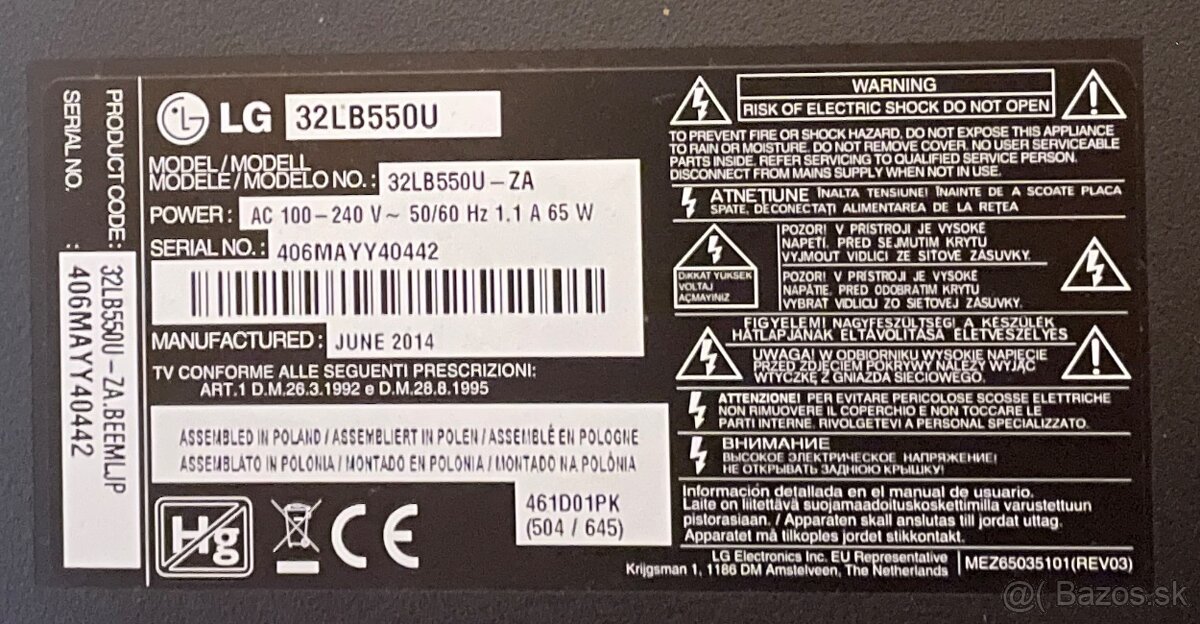 PRODUCT CODE: 32LB550U-ZA.BEEMLJP
SERIAL NO. : 406MAYY40442
LG 32LB550U
MODEL/MODELL
MODÈLE/MODELO NO.: 32LB550U-ZA
POWER: AC 100-240 V~ 50/60 Hz 1.1 A 65 W
SERIAL NO.: 406MAYY40442
MANUFACTURED: JUNE 2014
TV CONFORME ALLE SEGUENTI PRESCRIZIONI:
ART.1 D.M.26.3.1992 e D.M.28.8.1995
ASSEMBLED IN POLAND / ASSEMBLIERT IN POLEN / ASSEMBLÉ EN POLOGNE
ASSEMBLATO IN POLONIA / MONTADO EN POLONIA / MONTADO NA POLÔNIA
461D01PK
(504 / 645)
Hg
CE
WARNING
RISK OF ELECTRIC SHOCK DO NOT OPEN
TO PREVENT FIRE OR SHOCK HAZARD, DO NOT EXPOSE THIS APPLIANCE
TO RAIN OR MOISTURE. DO NOT REMOVE COVER. NO USER SERVICEABLE
PARTS INSIDE. REFER SERVICING TO QUALIFIED SERVICE PERSON.
DISCONNECT FROM MAINS SUPPLY WHEN NOT IN USE.
ATNEŢIUNE ÎNALTA TENSIUNE! ÎNAINTE DE A SCOATE PLACA
SPATE, DECONECTAŢI ALIMENTAREA DE LA REŢEA
DIKKAT YUKSEK
VOLTAJ
AÇMAYINIZ
POZOR! V PŘÍSTROJI JE VYSOKÉ
NAPĚTÍ. PŘED SEJMUTÍM KRYTU
VYJMOUT VIDLICI ZE SÍŤOVÉ ZÁSUVKY.
POZOR! V PRÍSTROJI JE VYSOKÉ
NAPÄTIE. PRED ODOBRATÍM KRYTU
VYBRAŤ VIDLICU ZO SIEŤOVEJ ZÁSUVKY.
FIGYELEM! NAGYFESZÜLTSÉG! A KÉSZÜLÉK
HÁTLAPJÁNAK ELTÁVOLÍTÁSA ÉLETVESZÉLYES
UWAGA! W ODBIORNIKU WYSOKIE NAPIĘCIE
PRZED ZDJĘCIEM POKRYWY NALEŻY WYJĄĆ
WTYCZKĘ Z GNIAZDA SIECIOWEGO.
ATTENZIONE! PER EVITARE PERICOLOSE SCOSSE ELETTRICHE
NON RIMUOVERE IL COPERCHIO E NON TOCCARE LE
PARTI INTERNE. RIVOLGETEVI A PERSONAL SPECIALIZZATO.
ВНИМАНИЕ
ВЫСОКОЕ ЭЛЕКТРИЧЕСКОЕ НАПРЯЖЕНИЕ!
НЕ ОТКРЫВАТЬ ЗАДНЮЮ КРЫШКУ!
Información detallada en el manual de usuario.
Laite on liitettävä suojamaadoituskoskettimilla varustettuun
pistorasiaan. / Apparaten skall anslutas till jordat uttag.
Apparatet må tilkoples jordet stikkontakt.
LG Electronics Inc. EU Representative
Krijgsman 1, 1186 DM Amstelveen, The Netherlands
MEZ65035101(REV03)
@( Bazos.sk